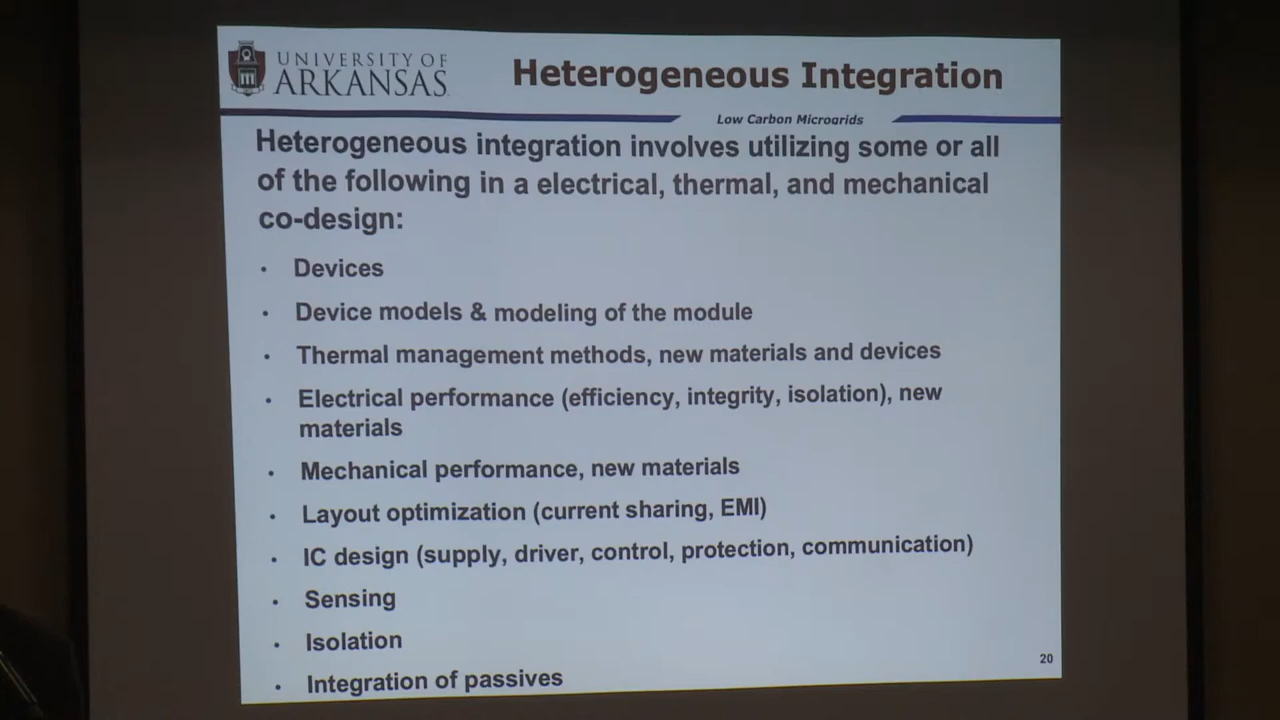 UNIVERSITY OF
ARKANSAS
Heterogeneous Integration
Low Carbon Microgrids
Heterogeneous integration involves utilizing some or all
of the following in a electrical, thermal, and mechanical
co-design:
• Devices
• Device models & modeling of the module
• Thermal management methods, new materials and devices
• Electrical performance (efficiency, integrity, isolation), new
materials
• Mechanical performance, new materials
• Layout optimization (current sharing, EMI)
• IC design (supply, driver, control, protection, communication)
• Sensing
• Isolation
• Integration of passives
20